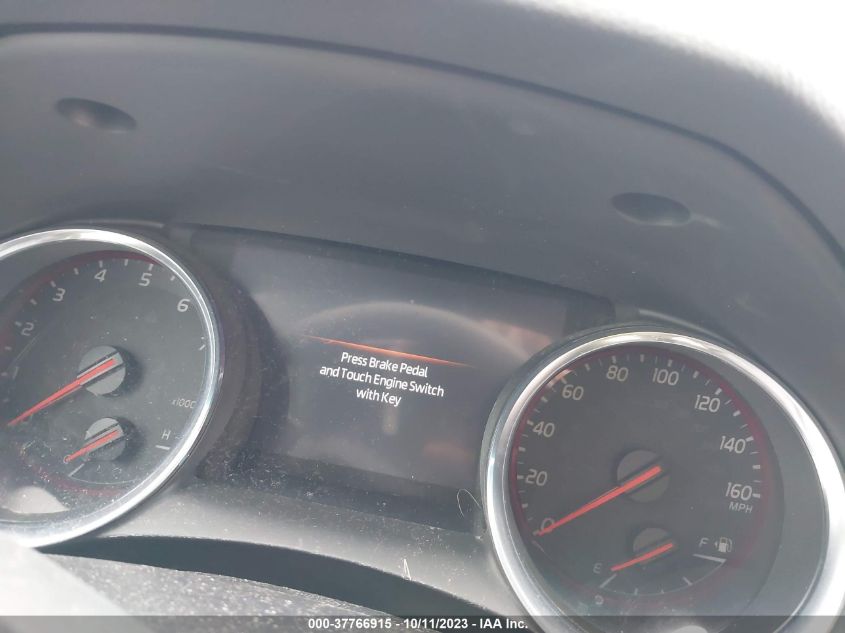 Press Brake Pedal
and Touch Engine Switch
with Key
1
2
3
4
5
6
x1000
H
0
20
40
60
80
100
120
140
160
MPH
E
F
000-37766915 - 10/11/2023 - © IAA Inc.